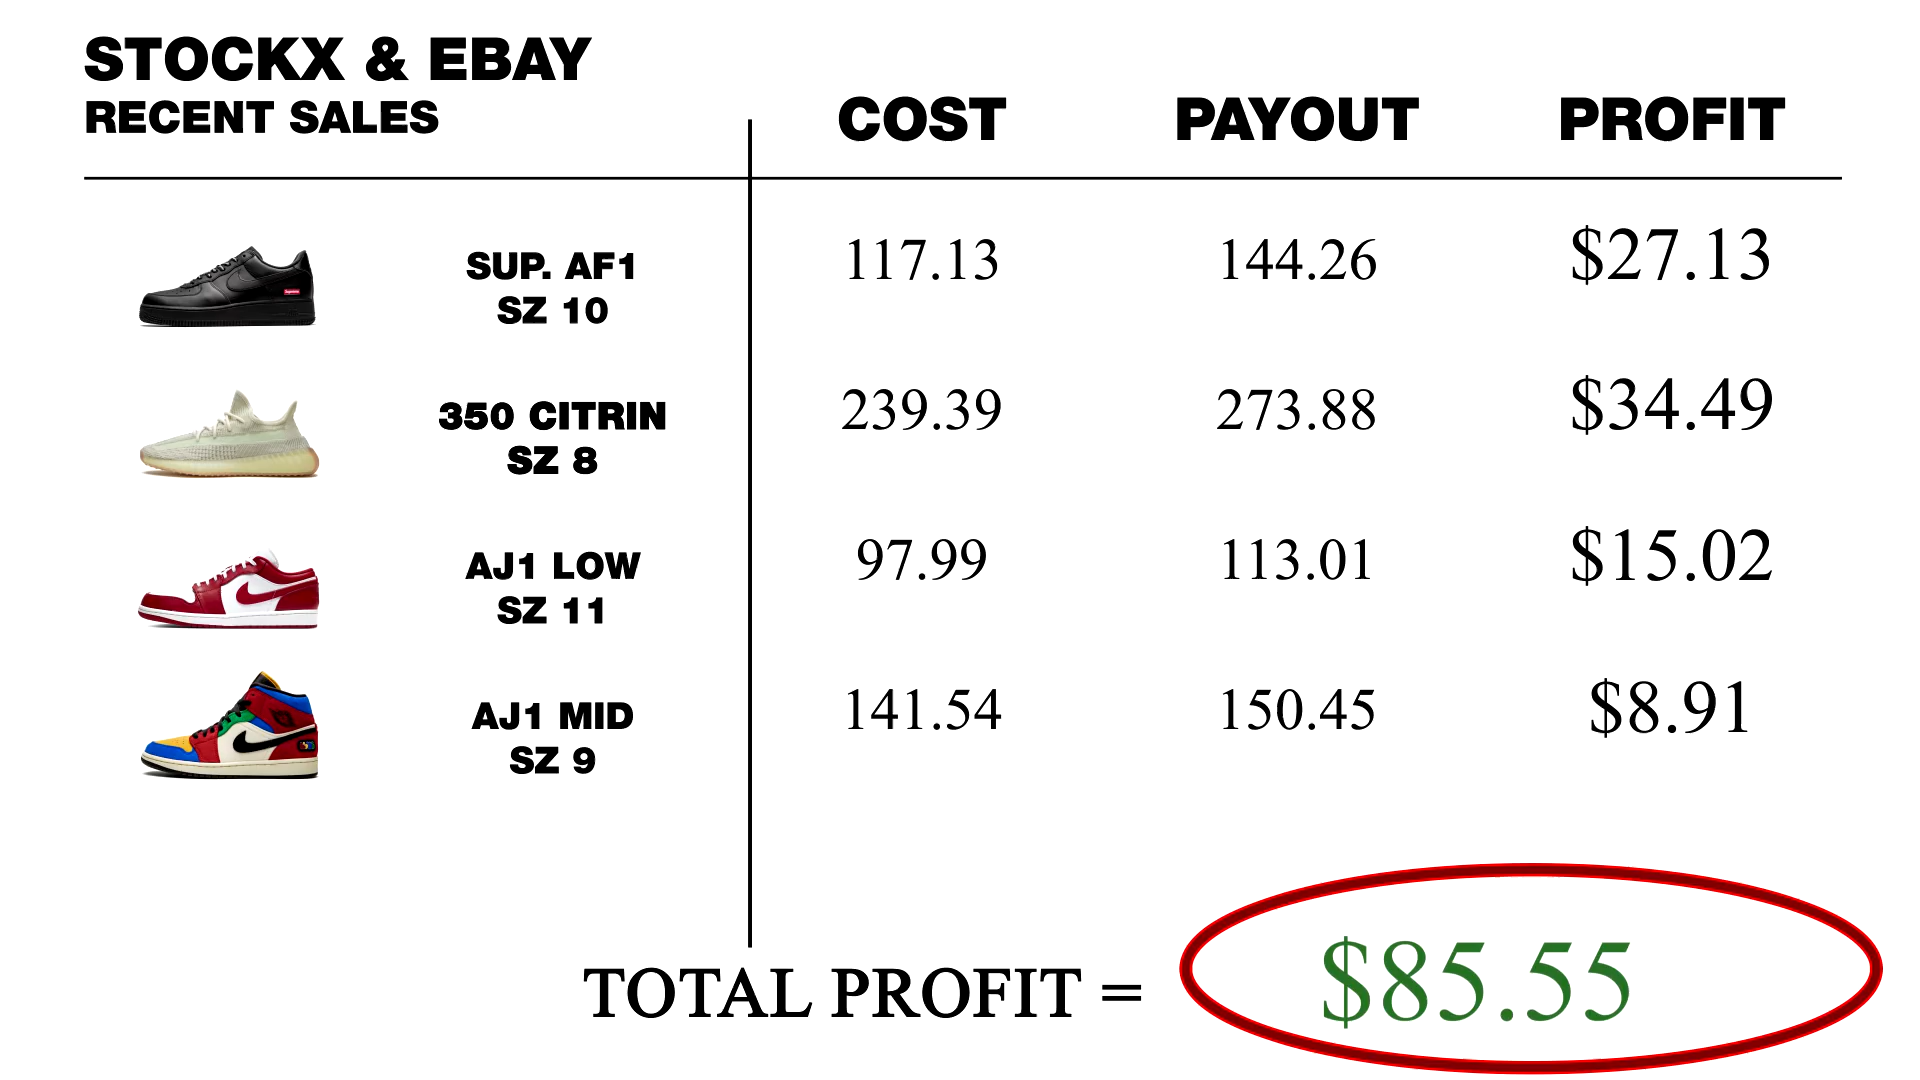 STOCKX & EBAY
RECENT SALES
COST PAYOUT PROFIT
SUP. AF1
SZ 10
117.13 144.26 $27.13
350 CITRIN
SZ 8
239.39 273.88 $34.49
AJ1 LOW
SZ 11
97.99 113.01 $15.02
AJ1 MID
SZ 9
141.54 150.45 $8.91
TOTAL PROFIT = $85.55